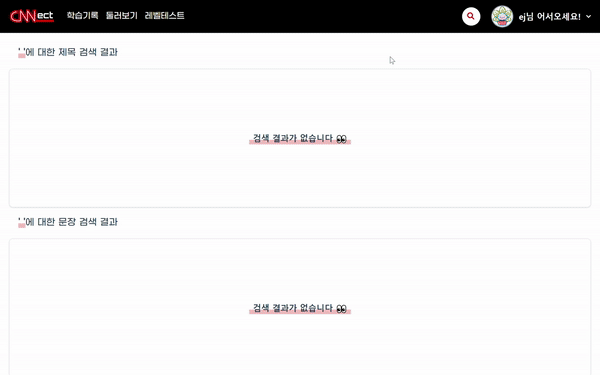 CNNect 학습기록 둘러보기 레벨테스트 ej님 어서오세요!
' '에 대한 제목 검색 결과
검색 결과가 없습니다 👀
' '에 대한 문장 검색 결과
검색 결과가 없습니다 👀